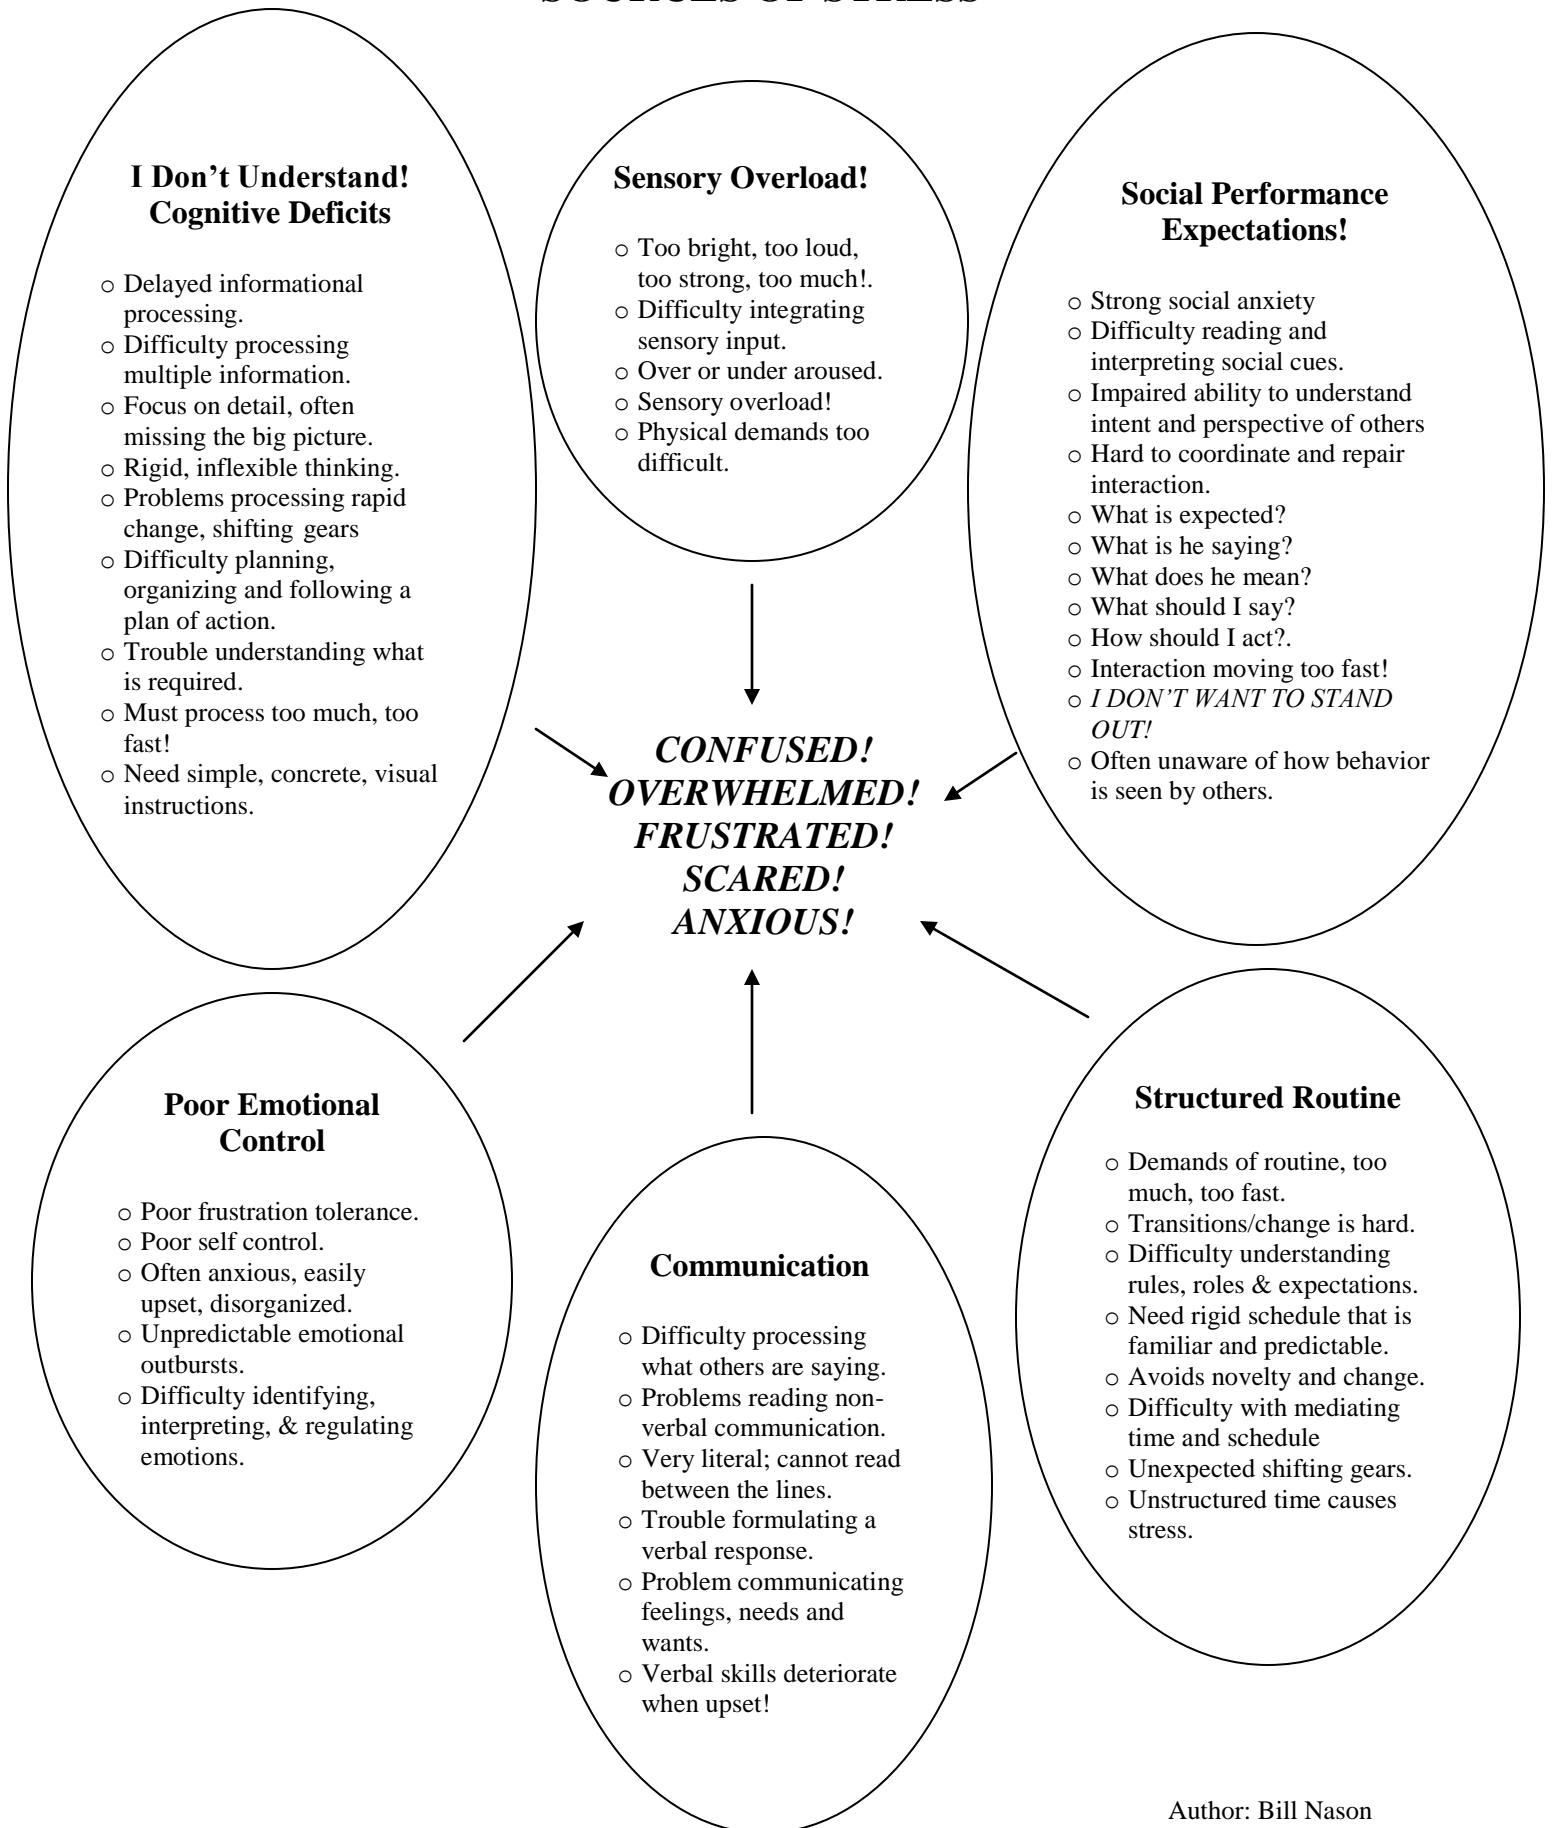 SOURCES OF STRESS
I Don’t Understand!
Cognitive Deficits
o Delayed informational
processing.
o Difficulty processing
multiple information.
o Focus on detail, often
missing the big picture.
o Rigid, inflexible thinking.
o Problems processing rapid
change, shifting gears
o Difficulty planning,
organizing and following a
plan of action.
o Trouble understanding what
is required.
o Must process too much, too
fast!
o Need simple, concrete, visual
instructions.
Sensory Overload!
o Too bright, too loud,
too strong, too much!.
o Difficulty integrating
sensory input.
o Over or under aroused.
o Sensory overload!
o Physical demands too
difficult.
Social Performance
Expectations!
o Strong social anxiety
o Difficulty reading and
interpreting social cues.
o Impaired ability to understand
intent and perspective of others
o Hard to coordinate and repair
interaction.
o What is expected?
o What is he saying?
o What does he mean?
o What should I say?
o How should I act?.
o Interaction moving too fast!
o I DON’T WANT TO STAND
OUT!
o Often unaware of how behavior
is seen by others.
CONFUSED!
OVERWHELMED!
FRUSTRATED!
SCARED!
ANXIOUS!
Poor Emotional
Control
o Poor frustration tolerance.
o Poor self control.
o Often anxious, easily
upset, disorganized.
o Unpredictable emotional
outbursts.
o Difficulty identifying,
interpreting, & regulating
emotions.
Communication
o Difficulty processing
what others are saying.
o Problems reading non-
verbal communication.
o Very literal; cannot read
between the lines.
o Trouble formulating a
verbal response.
o Problem communicating
feelings, needs and
wants.
o Verbal skills deteriorate
when upset!
Structured Routine
o Demands of routine, too
much, too fast.
o Transitions/change is hard.
o Difficulty understanding
rules, roles & expectations.
o Need rigid schedule that is
familiar and predictable.
o Avoids novelty and change.
o Difficulty with mediating
time and schedule
o Unexpected shifting gears.
o Unstructured time causes
stress.
Author: Bill Nason